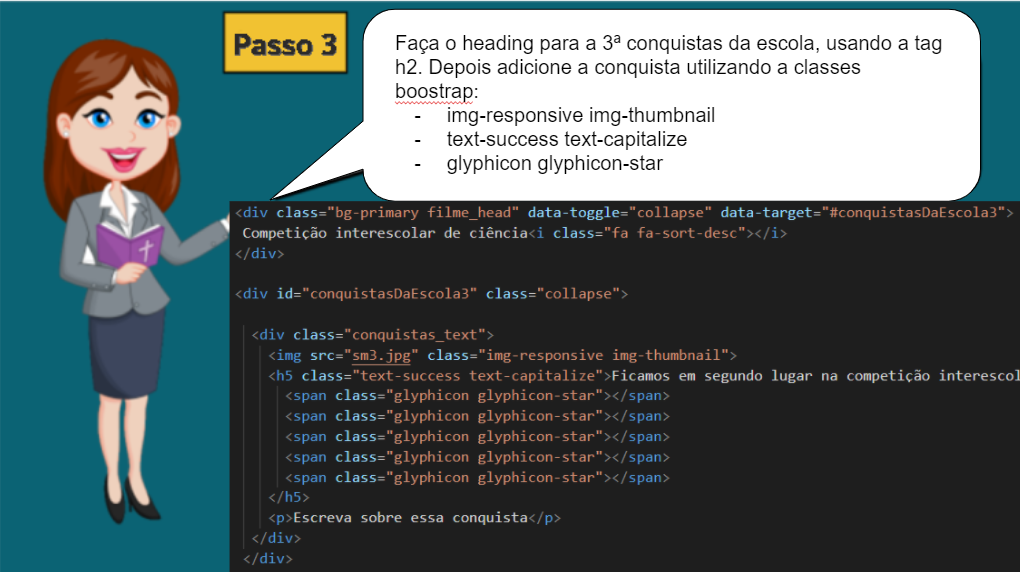 Passo 3
Faça o heading para a 3ª conquistas da escola, usando a tag
h2. Depois adicione a conquista utilizando a classes
boostrap:
- img-responsive img-thumbnail
- text-success text-capitalize
- glyphicon glyphicon-star
<div class="bg-primary filme_head" data-toggle="collapse" data-target="#conquistasDaEscola3">
Competição interescolar de ciência<i class="fa fa-sort-desc"></i>
</div>
<div id="conquistasDaEscola3" class="collapse">
<div class="conquistas_text">
<img src="sm3.jpg" class="img-responsive img-thumbnail">
<h5 class="text-success text-capitalize">Ficamos em segundo lugar na competição interescol
<span class="glyphicon glyphicon-star"></span>
<span class="glyphicon glyphicon-star"></span>
<span class="glyphicon glyphicon-star"></span>
<span class="glyphicon glyphicon-star"></span>
<span class="glyphicon glyphicon-star"></span>
</h5>
<p>Escreva sobre essa conquista</p>
</div>
</div>